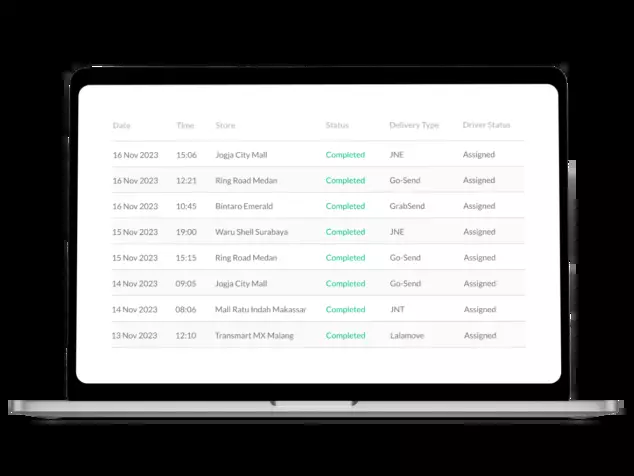 Date Time Store Status Delivery Type Driver Status
16 Nov 2023 15:06 Jogja City Mall Completed JNE Assigned
16 Nov 2023 12:21 Ring Road Medan Completed Go-Send Assigned
16 Nov 2023 10:45 Bintaro Emerald Completed GrabSend Assigned
15 Nov 2023 19:00 Waru Shell Surabaya Completed JNE Assigned
15 Nov 2023 15:15 Ring Road Medan Completed Go-Send Assigned
14 Nov 2023 09:05 Jogja City Mall Completed Go-Send Assigned
14 Nov 2023 08:06 Mall Ratu Indah Makassar Completed JNT Assigned
13 Nov 2023 12:10 Transmart MX Malang Completed Lalamove Assigned